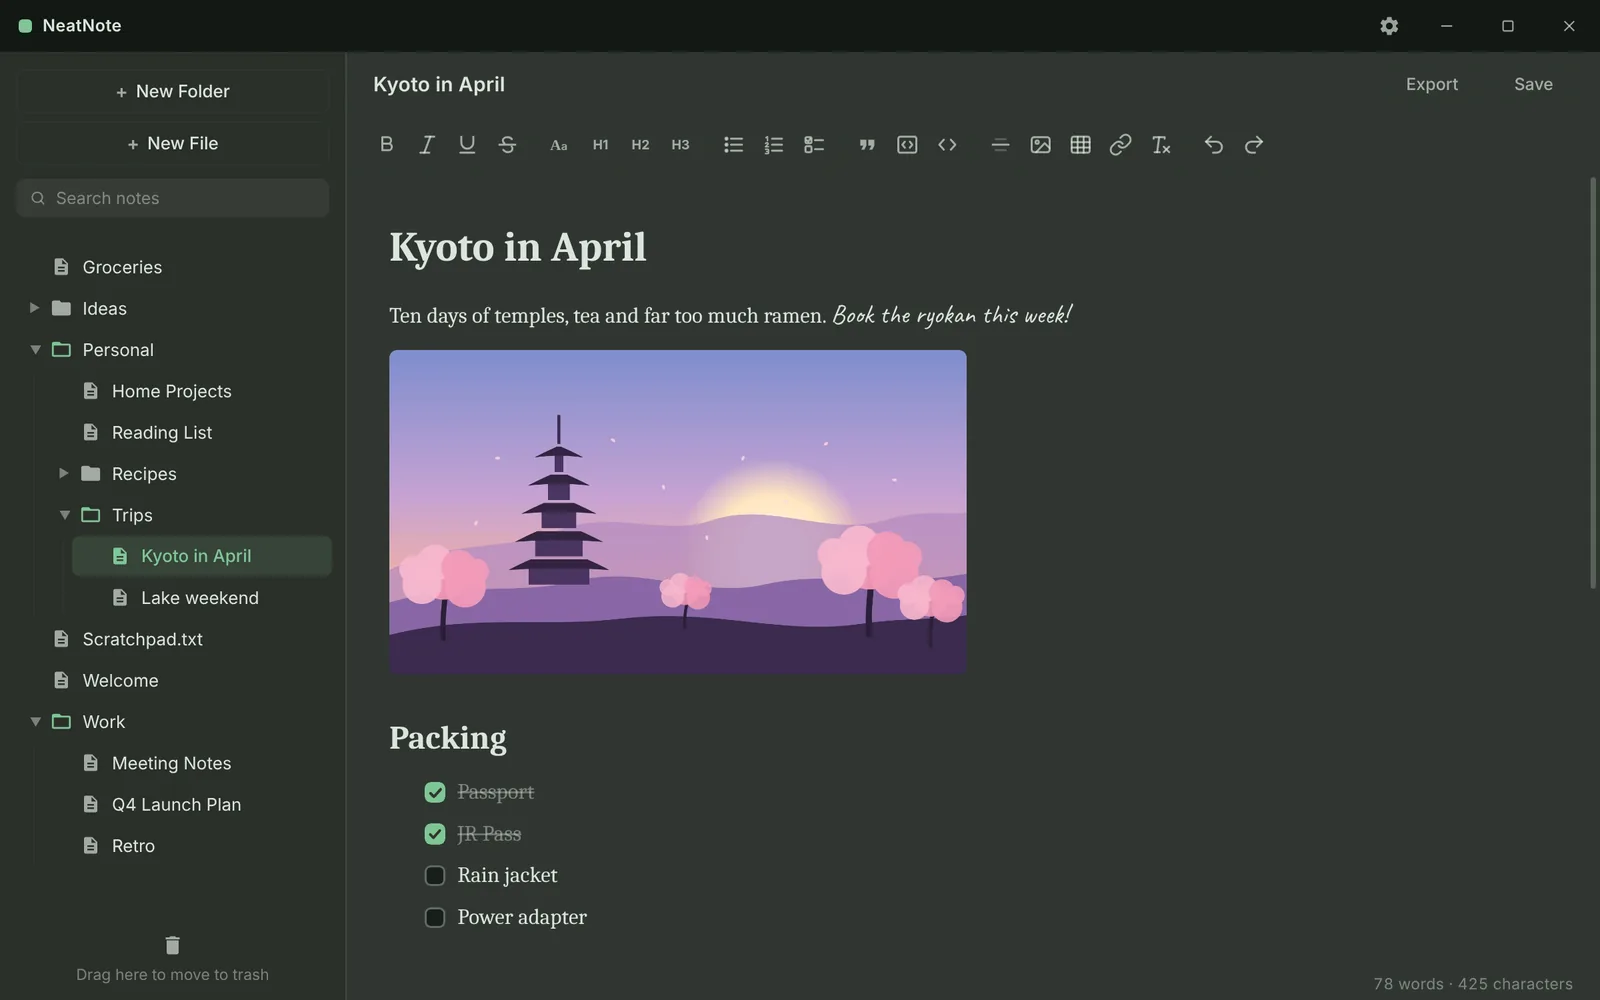 NeatNote
+ New Folder
+ New File
Search notes
Groceries
Ideas
Personal
Home Projects
Reading List
Recipes
Trips
Kyoto in April
Lake weekend
Scratchpad.txt
Welcome
Work
Meeting Notes
Q4 Launch Plan
Retro
Drag here to move to trash
Kyoto in April
Export
Save
B I U S Aa H1 H2 H3
Kyoto in April
Ten days of temples, tea and far too much ramen. Book the ryokan this week!
Packing
Passport
JR Pass
Rain jacket
Power adapter
78 words · 425 characters